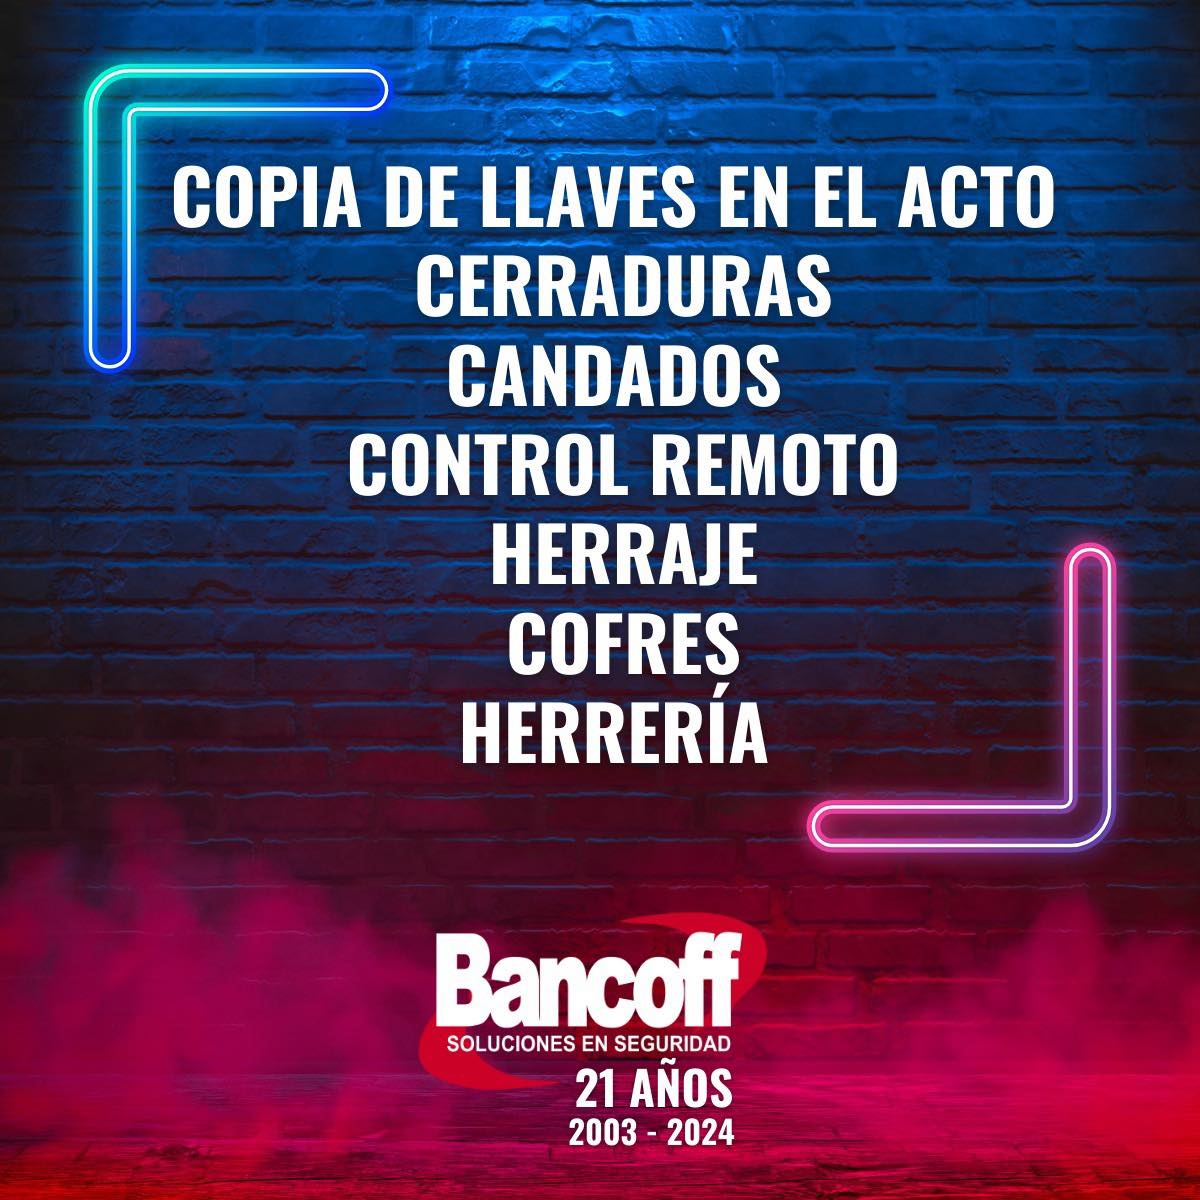 COPIA DE LLAVES EN EL ACTO
CERRADURAS
CANDADOS
CONTROL REMOTO
HERRAJE
COFRES
HERRERÍA
Bancoff
SOLUCIONES EN SEGURIDAD
21 AÑOS
2003 - 2024